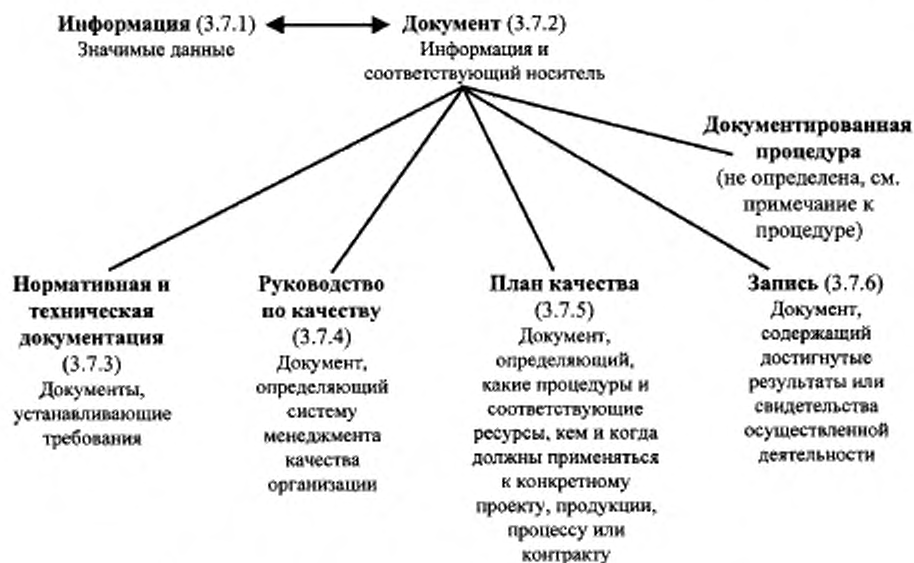 Информация (3.7.1)
Значимые данные
Документ (3.7.2)
Информация и
соответствующий носитель
Документированная
процедура
(не определена, см.
примечание к
процедуре)
Нормативная и
техническая
документация
(3.7.3)
Документы,
устанавливающие
требования
Руководство
по качеству
(3.7.4)
Документ,
определяющий
систему
менеджмента
качества
организации
План качества
(3.7.5)
Документ,
определяющий,
какие процедуры и
соответствующие
ресурсы, кем и когда
должны применяться
к конкретному
проекту, продукции,
процессу или
контракту
Запись (3.7.6)
Документ,
содержащий
достигнутые
результаты или
свидетельства
осуществленной
деятельности